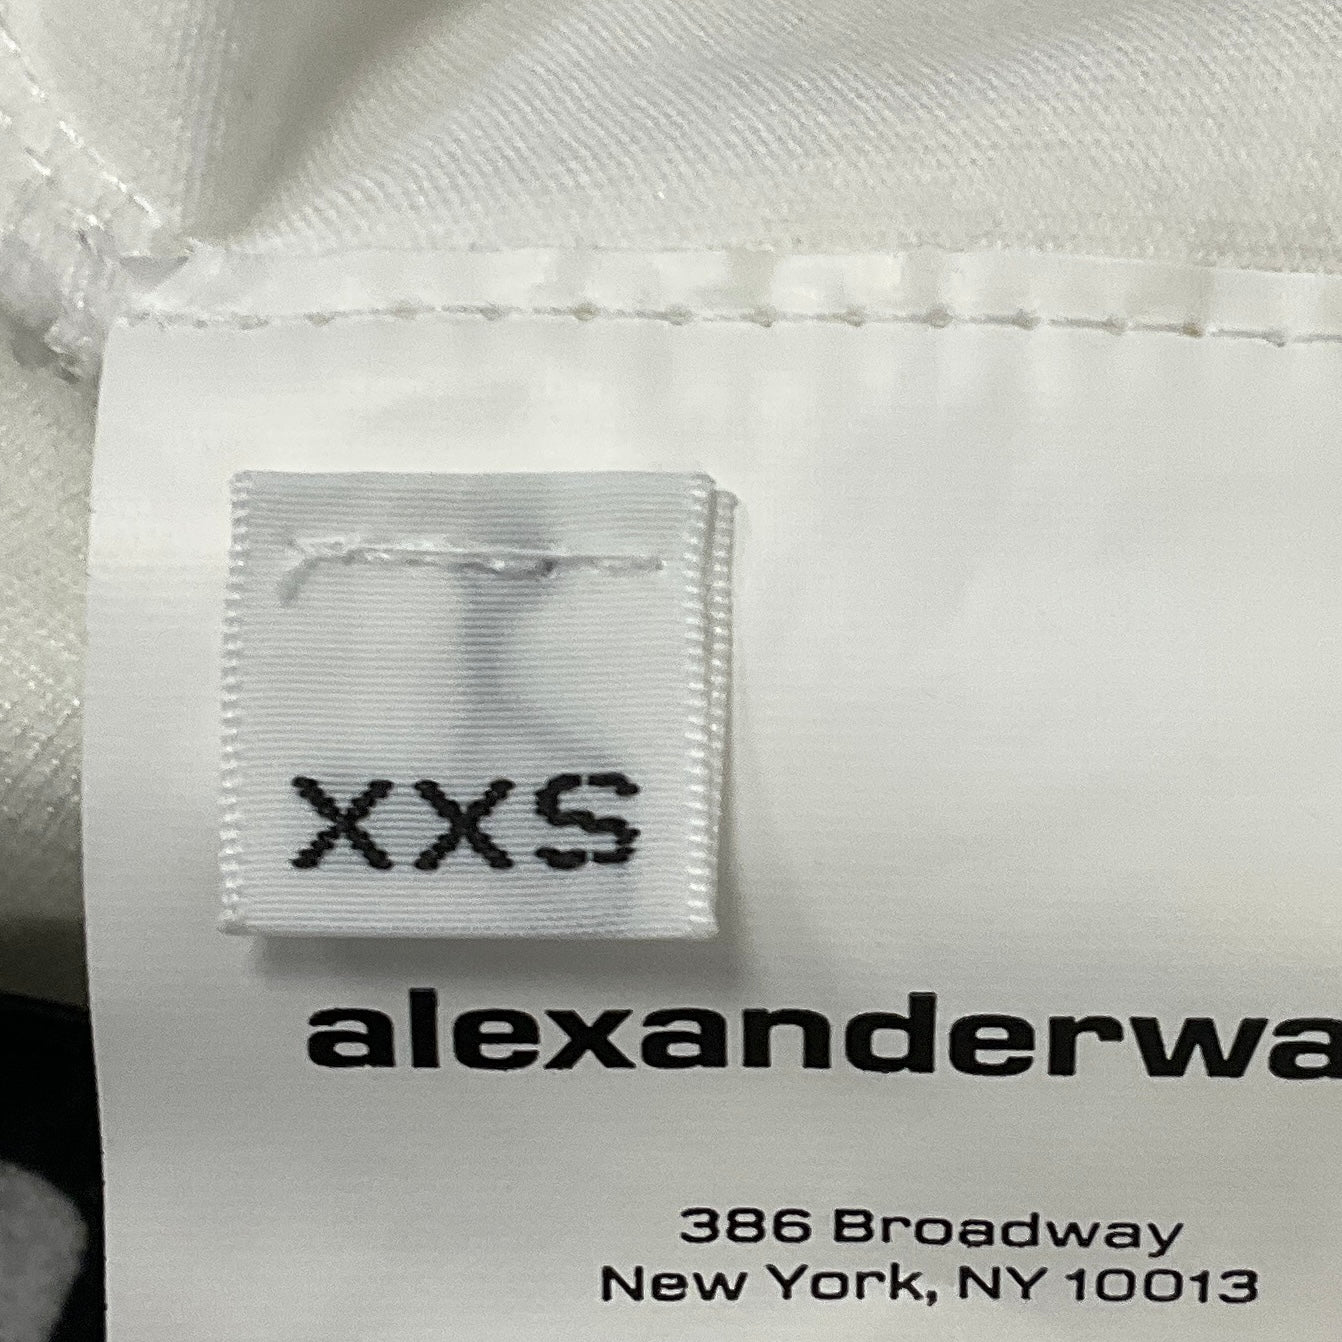 XXS
alexanderwa
386 Broadway
New York, NY 10013